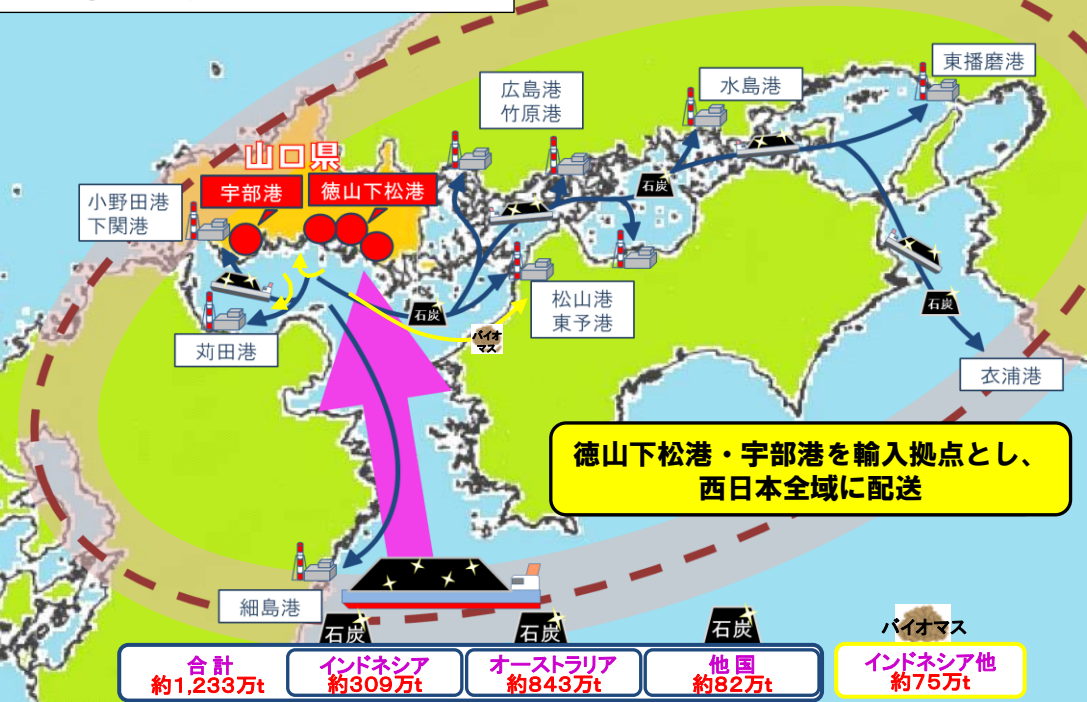 東播磨港
広島港
竹原港
水島港
山口県
宇部港
徳山下松港
小野田港
下関港
石炭
石炭
バイオ
マス
松山港
東予港
石炭
苅田港
衣浦港
徳山下松港・宇部港を輸入拠点とし、
西日本全域に配送
細島港
石炭
石炭
石炭
バイオマス
合計
約1,233万t
インドネシア
約309万t
オーストラリア
約843万t
他国
約82万t
インドネシア他
約75万t